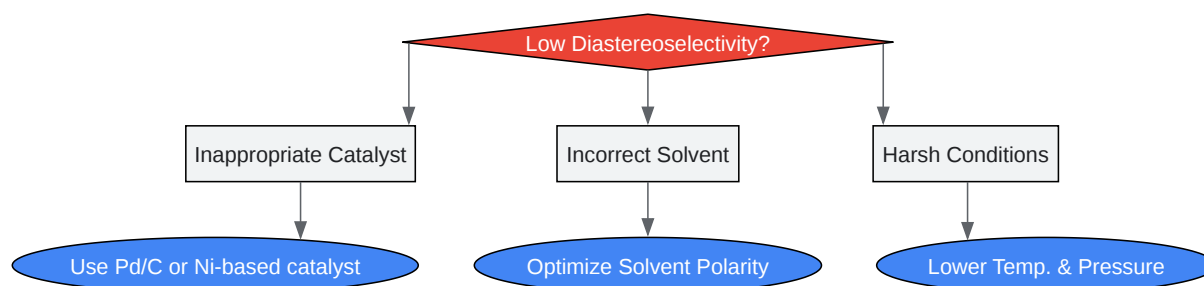 Low Diastereoselectivity?
Inappropriate Catalyst
Incorrect Solvent
Harsh Conditions
Use Pd/C or Ni-based catalyst
Optimize Solvent Polarity
Lower Temp. & Pressure